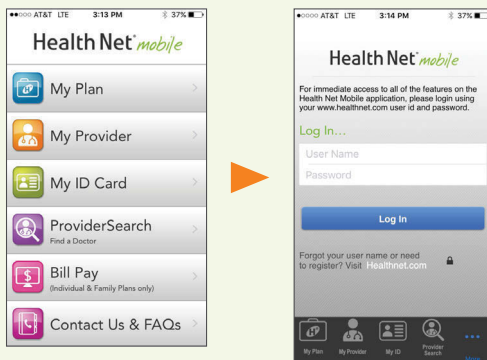 AT&T LTE 3:13 PM 37%
Health Net mobile
My Plan
My Provider
My ID Card
ProviderSearch
Find a Doctor
Bill Pay
(Individual & Family Plans only)
Contact Us & FAQs
AT&T LTE 3:14 PM 37%
Health Net mobile
For immediate access to all of the features on the
Health Net Mobile application, please login using
your www.healthnet.com user id and password.
Log In...
User Name
Password
Log In
Forgot your user name or need
to register? Visit Healthnet.com
My Plan
My Provider
My ID
Provider
Search
More